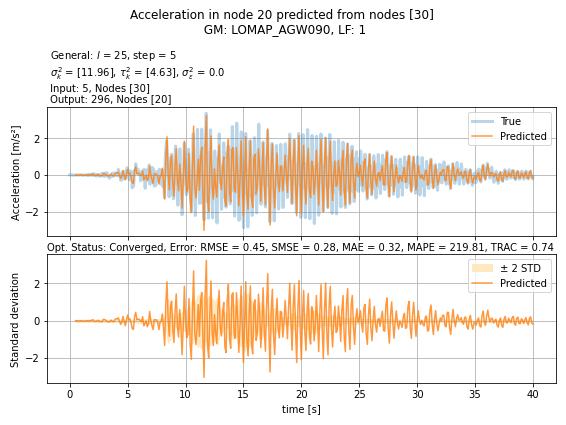 Acceleration in node 20 predicted from nodes [30]
GM: LOMAP_AGW090, LF: 1
General: l = 25, step = 5
σ²ₖ = [11.96], τ²ₖ = [4.63], σ²ε = 0.0
Input: 5, Nodes [30]
Output: 296, Nodes [20]
True
Predicted
2
0
−2
Acceleration [m/s²]
Opt. Status: Converged, Error: RMSE = 0.45, SMSE = 0.28, MAE = 0.32, MAPE = 219.81, TRAC = 0.74
± 2 STD
Predicted
2
0
−2
Standard deviation
0 5 10 15 20 25 30 35 40
time [s]